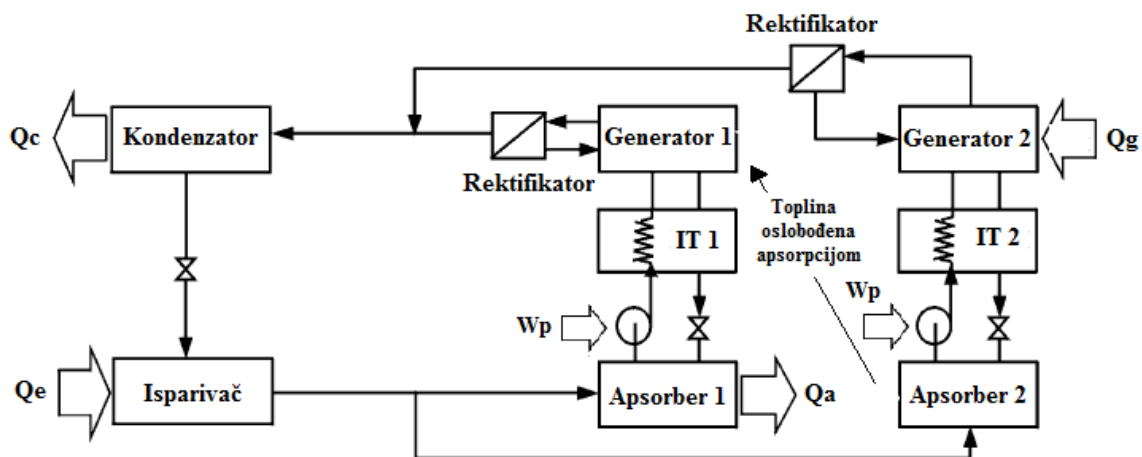 Rektifikator
Qc
Kondenzator
Generator 1
Generator 2
Qg
Rektifikator
Toplina
oslobođena
apsorpcijom
IT 1
IT 2
Wp
Wp
Qe
Isparivač
Apsorber 1
Qa
Apsorber 2